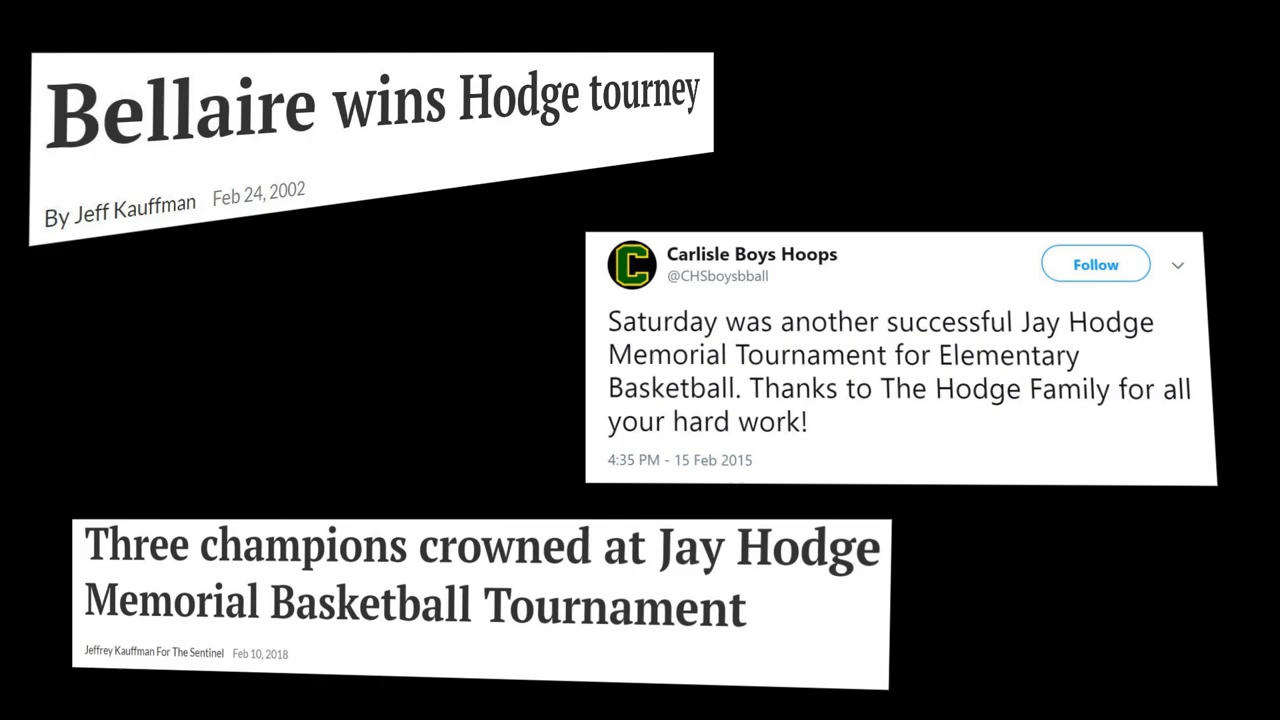 Bellaire wins Hodge tourney
By Jeff Kauffman Feb 24, 2002
C
Carlisle Boys Hoops
@CHSboysbball
Follow
Saturday was another successful Jay Hodge
Memorial Tournament for Elementary
Basketball. Thanks to The Hodge Family for all
your hard work!
4:35 PM - 15 Feb 2015
Three champions crowned at Jay Hodge
Memorial Basketball Tournament
Jeffrey Kauffman For The Sentinel Feb 10, 2018